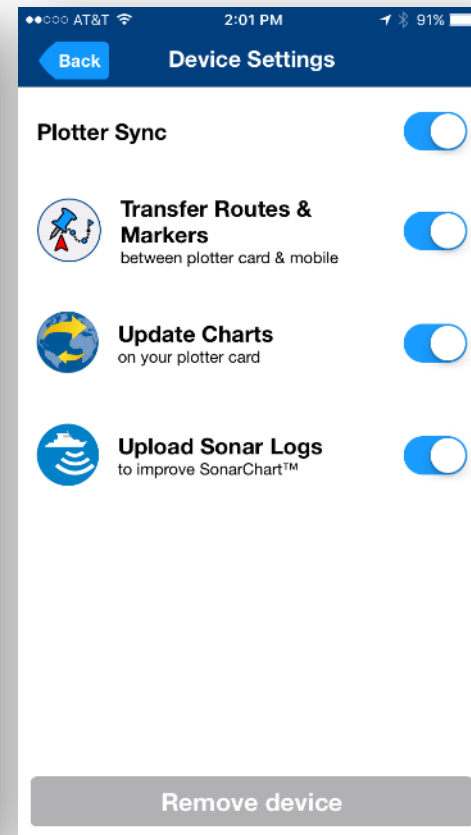 AT&T 2:01 PM 91%
Back Device Settings
Plotter Sync
Transfer Routes &
Markers
between plotter card & mobile
Update Charts
on your plotter card
Upload Sonar Logs
to improve SonarChart™
Remove device